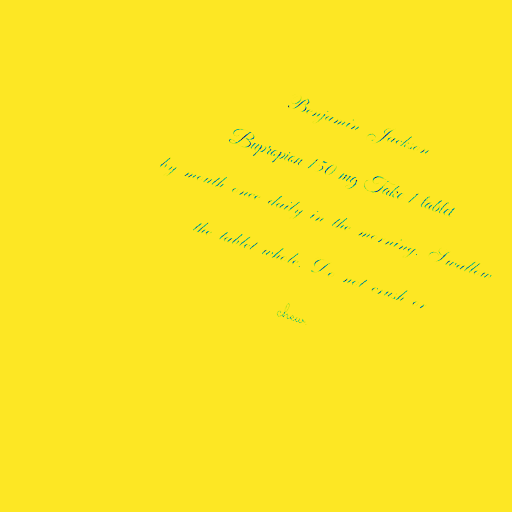 Benjamin Jackson
Bupropion 150 mg Take 1 tablet
by mouth once daily in the morning. Swallow
the tablet whole. Do not crush or
chew.